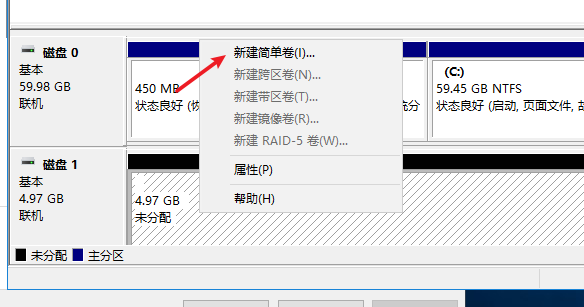 磁盘 0
基本
59.98 GB
联机
450 MB
状态良好 (恢
统分
(C:)
59.45 GB NTFS
状态良好 (启动, 页面文件, 故
新建简单卷(I)...
新建跨区卷(N)...
新建带区卷(T)...
新建镜像卷(R)...
新建 RAID-5 卷(W)...
属性(P)
帮助(H)
磁盘 1
基本
4.97 GB
联机
4.97 GB
未分配
未分配 主分区